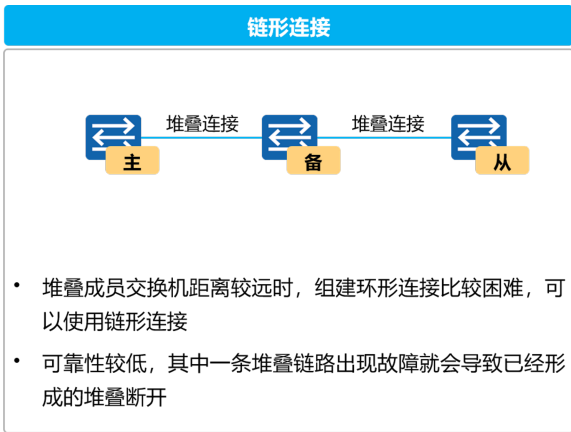 链形连接
堆叠连接 堆叠连接
主 备 从
• 堆叠成员交换机距离较远时，组建环形连接比较困难，可
以使用链形连接
• 可靠性较低，其中一条堆叠链路出现故障就会导致已经形
成的堆叠断开